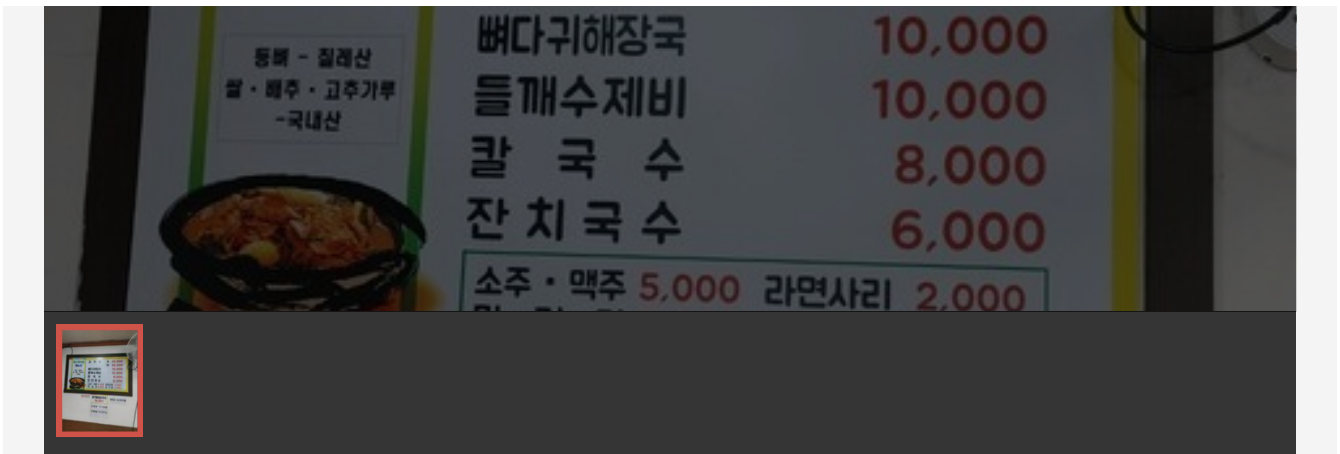 등뼈 - 칠레산
쌀 · 배추 · 고추가루
-국내산
뼈다귀해장국 10,000
들깨수제비 10,000
칼 국 수 8,000
잔 치 국 수 6,000
소주 · 맥주 5,000 라면사리 2,000